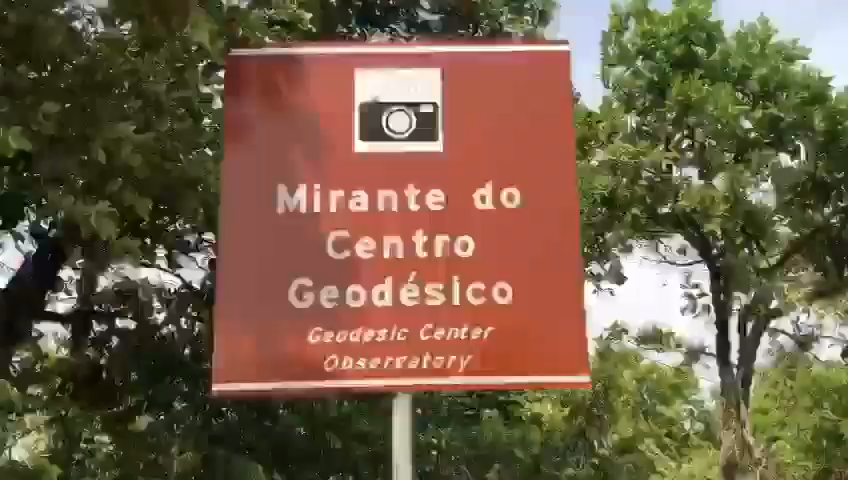 Mirante do
Centro
Geodésico
Geodesic Center
Observatory